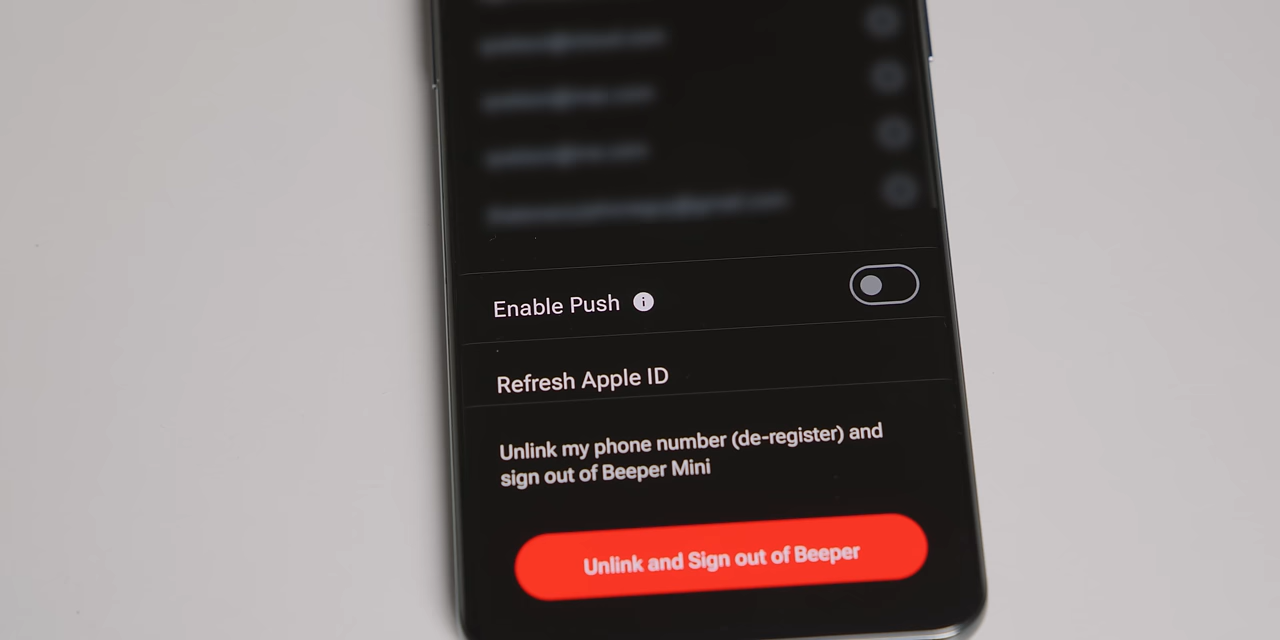 Enable Push
Refresh Apple ID
Unlink my phone number (de-register) and
sign out of Beeper Mini
Unlink and Sign out of Beeper